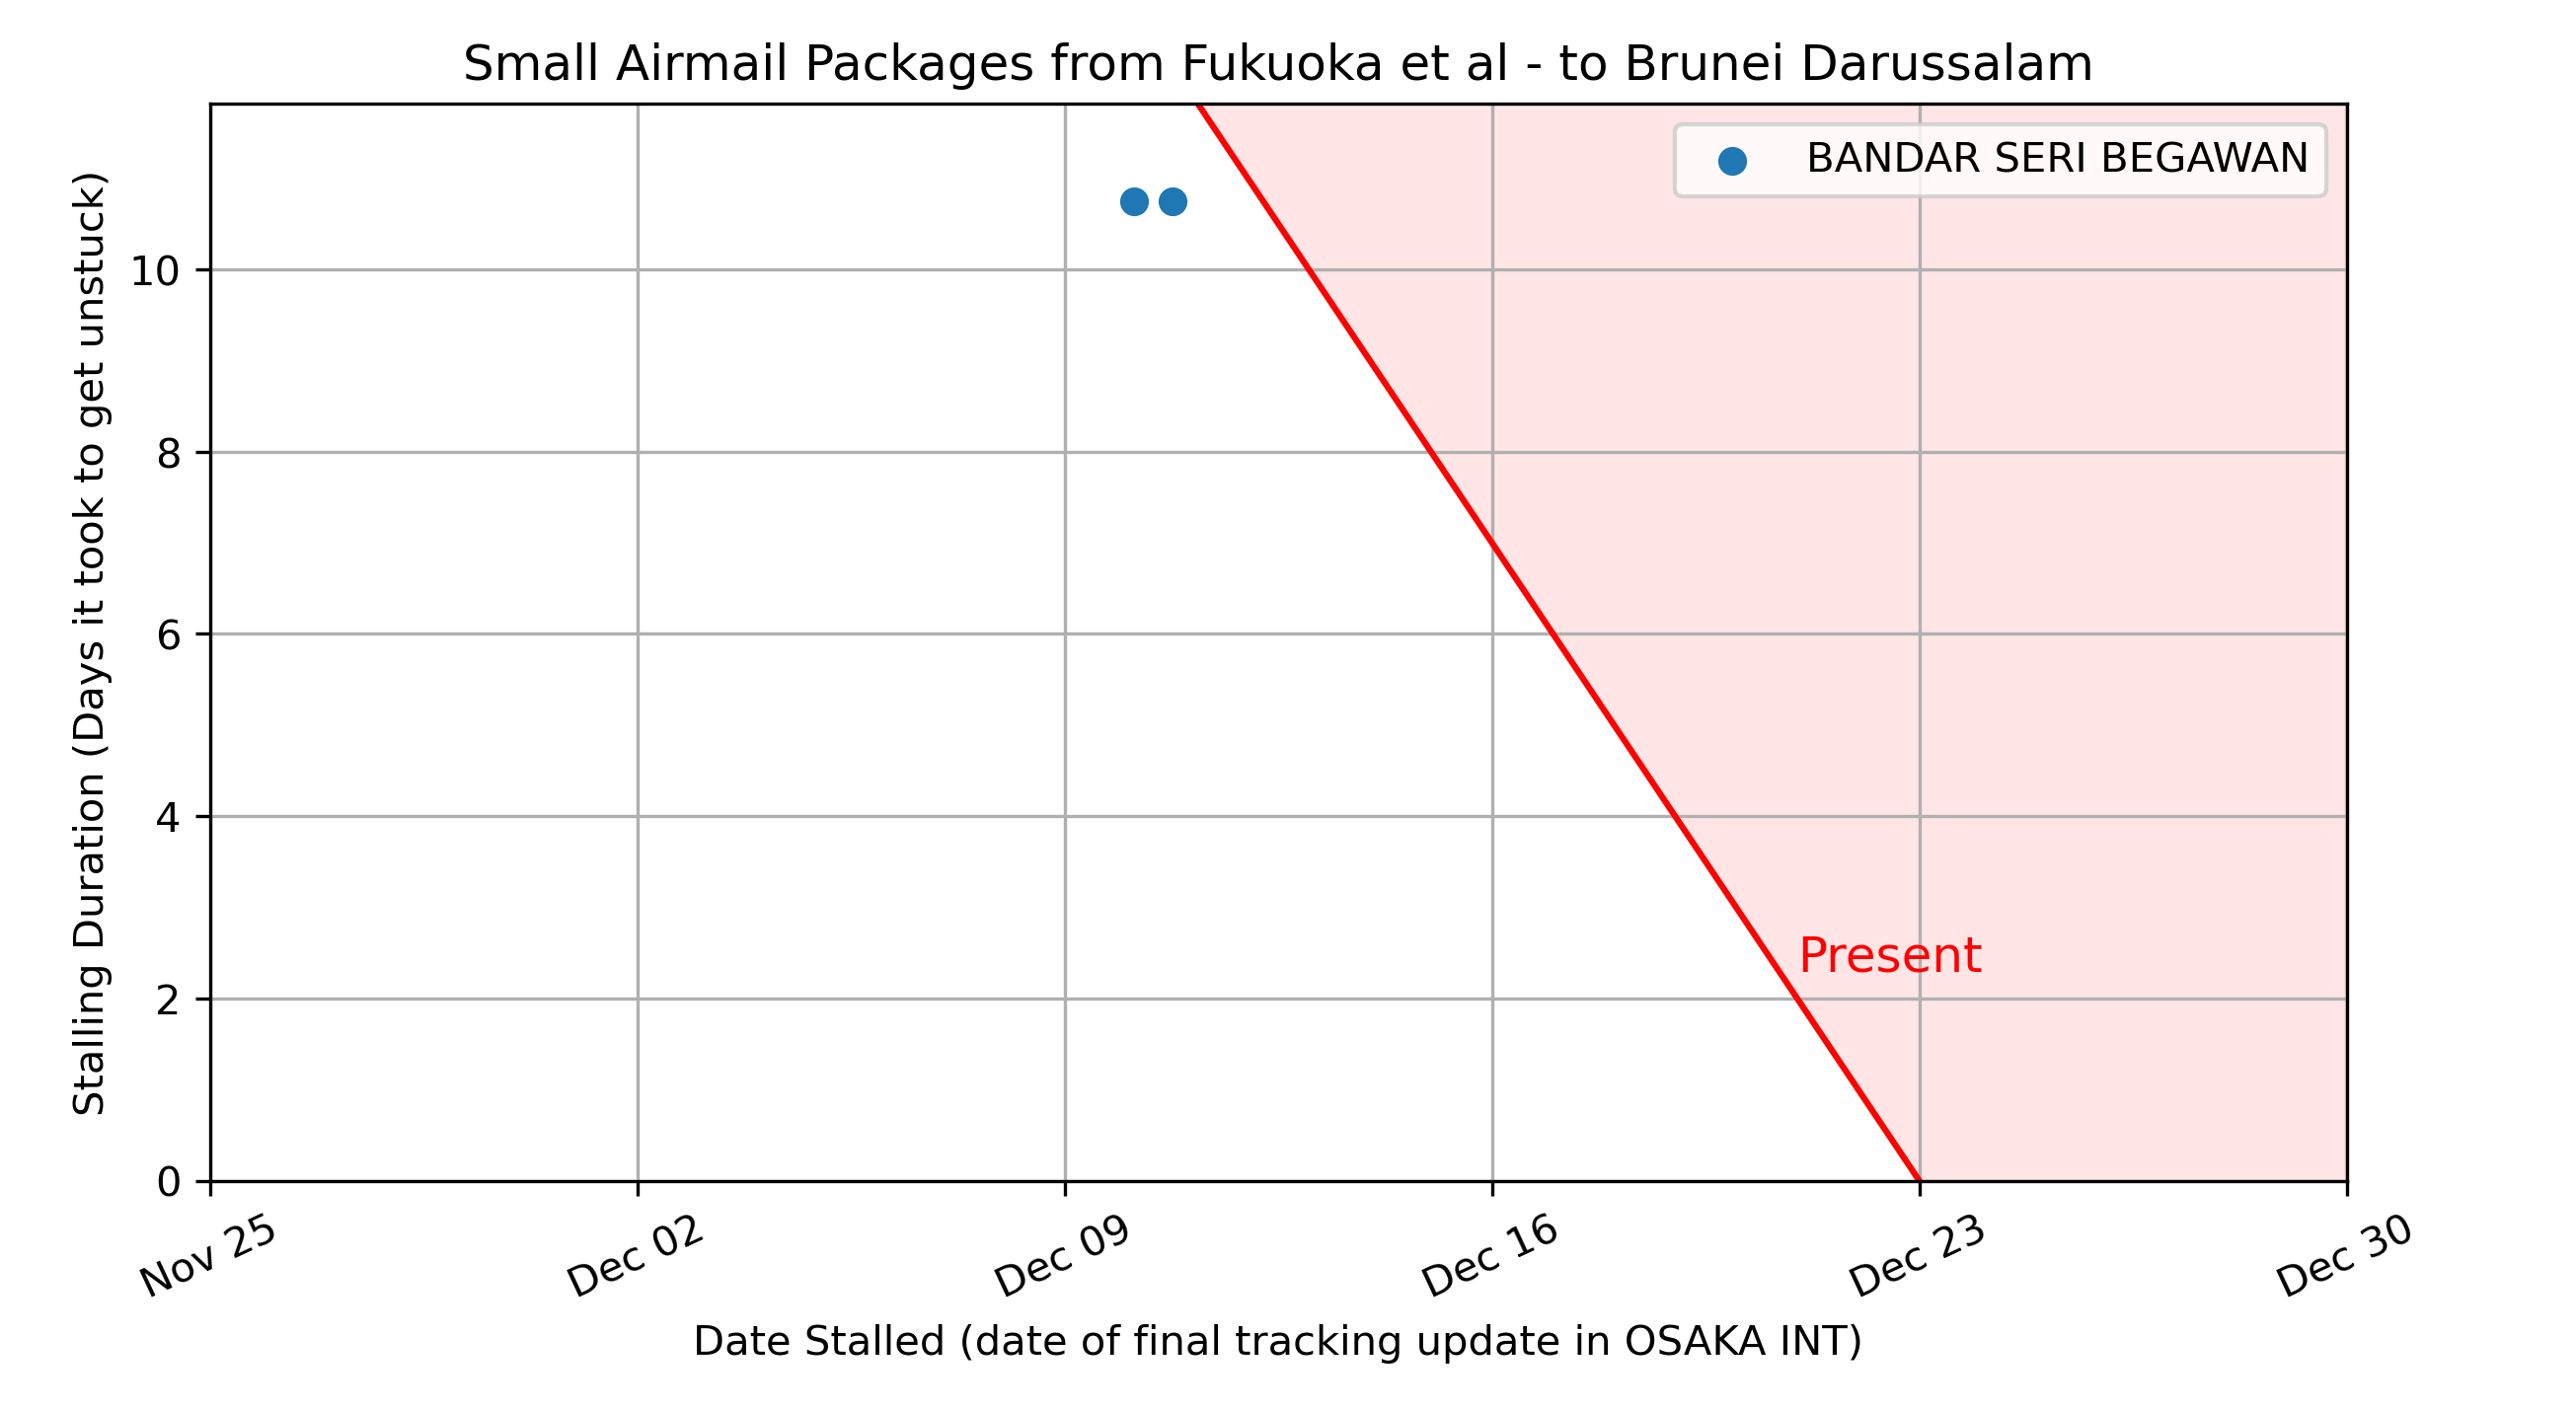 Small Airmail Packages from Fukuoka et al - to Brunei Darussalam
BANDAR SERI BEGAWAN
Stalling Duration (Days it took to get unstuck)
10
8
6
4
2
0
Present
Nov 25
Dec 02
Dec 09
Dec 16
Dec 23
Dec 30
Date Stalled (date of final tracking update in OSAKA INT)